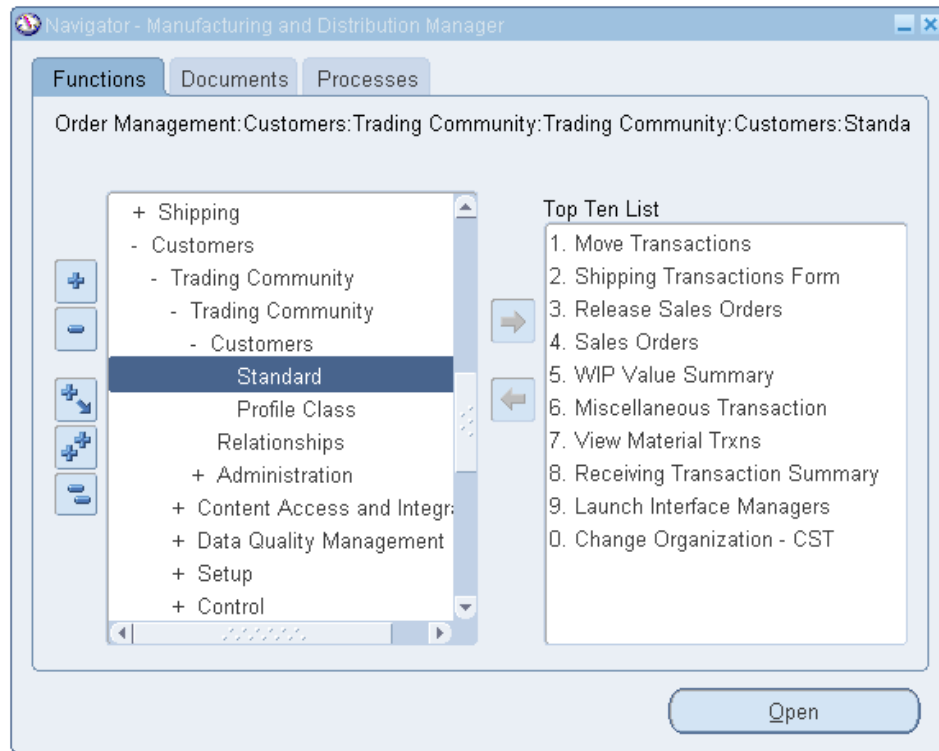 Navigator - Manufacturing and Distribution Manager
Functions Documents Processes
Order Management:Customers:Trading Community:Trading Community:Customers:Standa
+ Shipping
- Customers
- Trading Community
- Trading Community
- Customers
Standard
Profile Class
Relationships
+ Administration
+ Content Access and Integra
+ Data Quality Management
+ Setup
+ Control
Top Ten List
1. Move Transactions
2. Shipping Transactions Form
3. Release Sales Orders
4. Sales Orders
5. WIP Value Summary
6. Miscellaneous Transaction
7. View Material Trxns
8. Receiving Transaction Summary
9. Launch Interface Managers
0. Change Organization - CST
Open